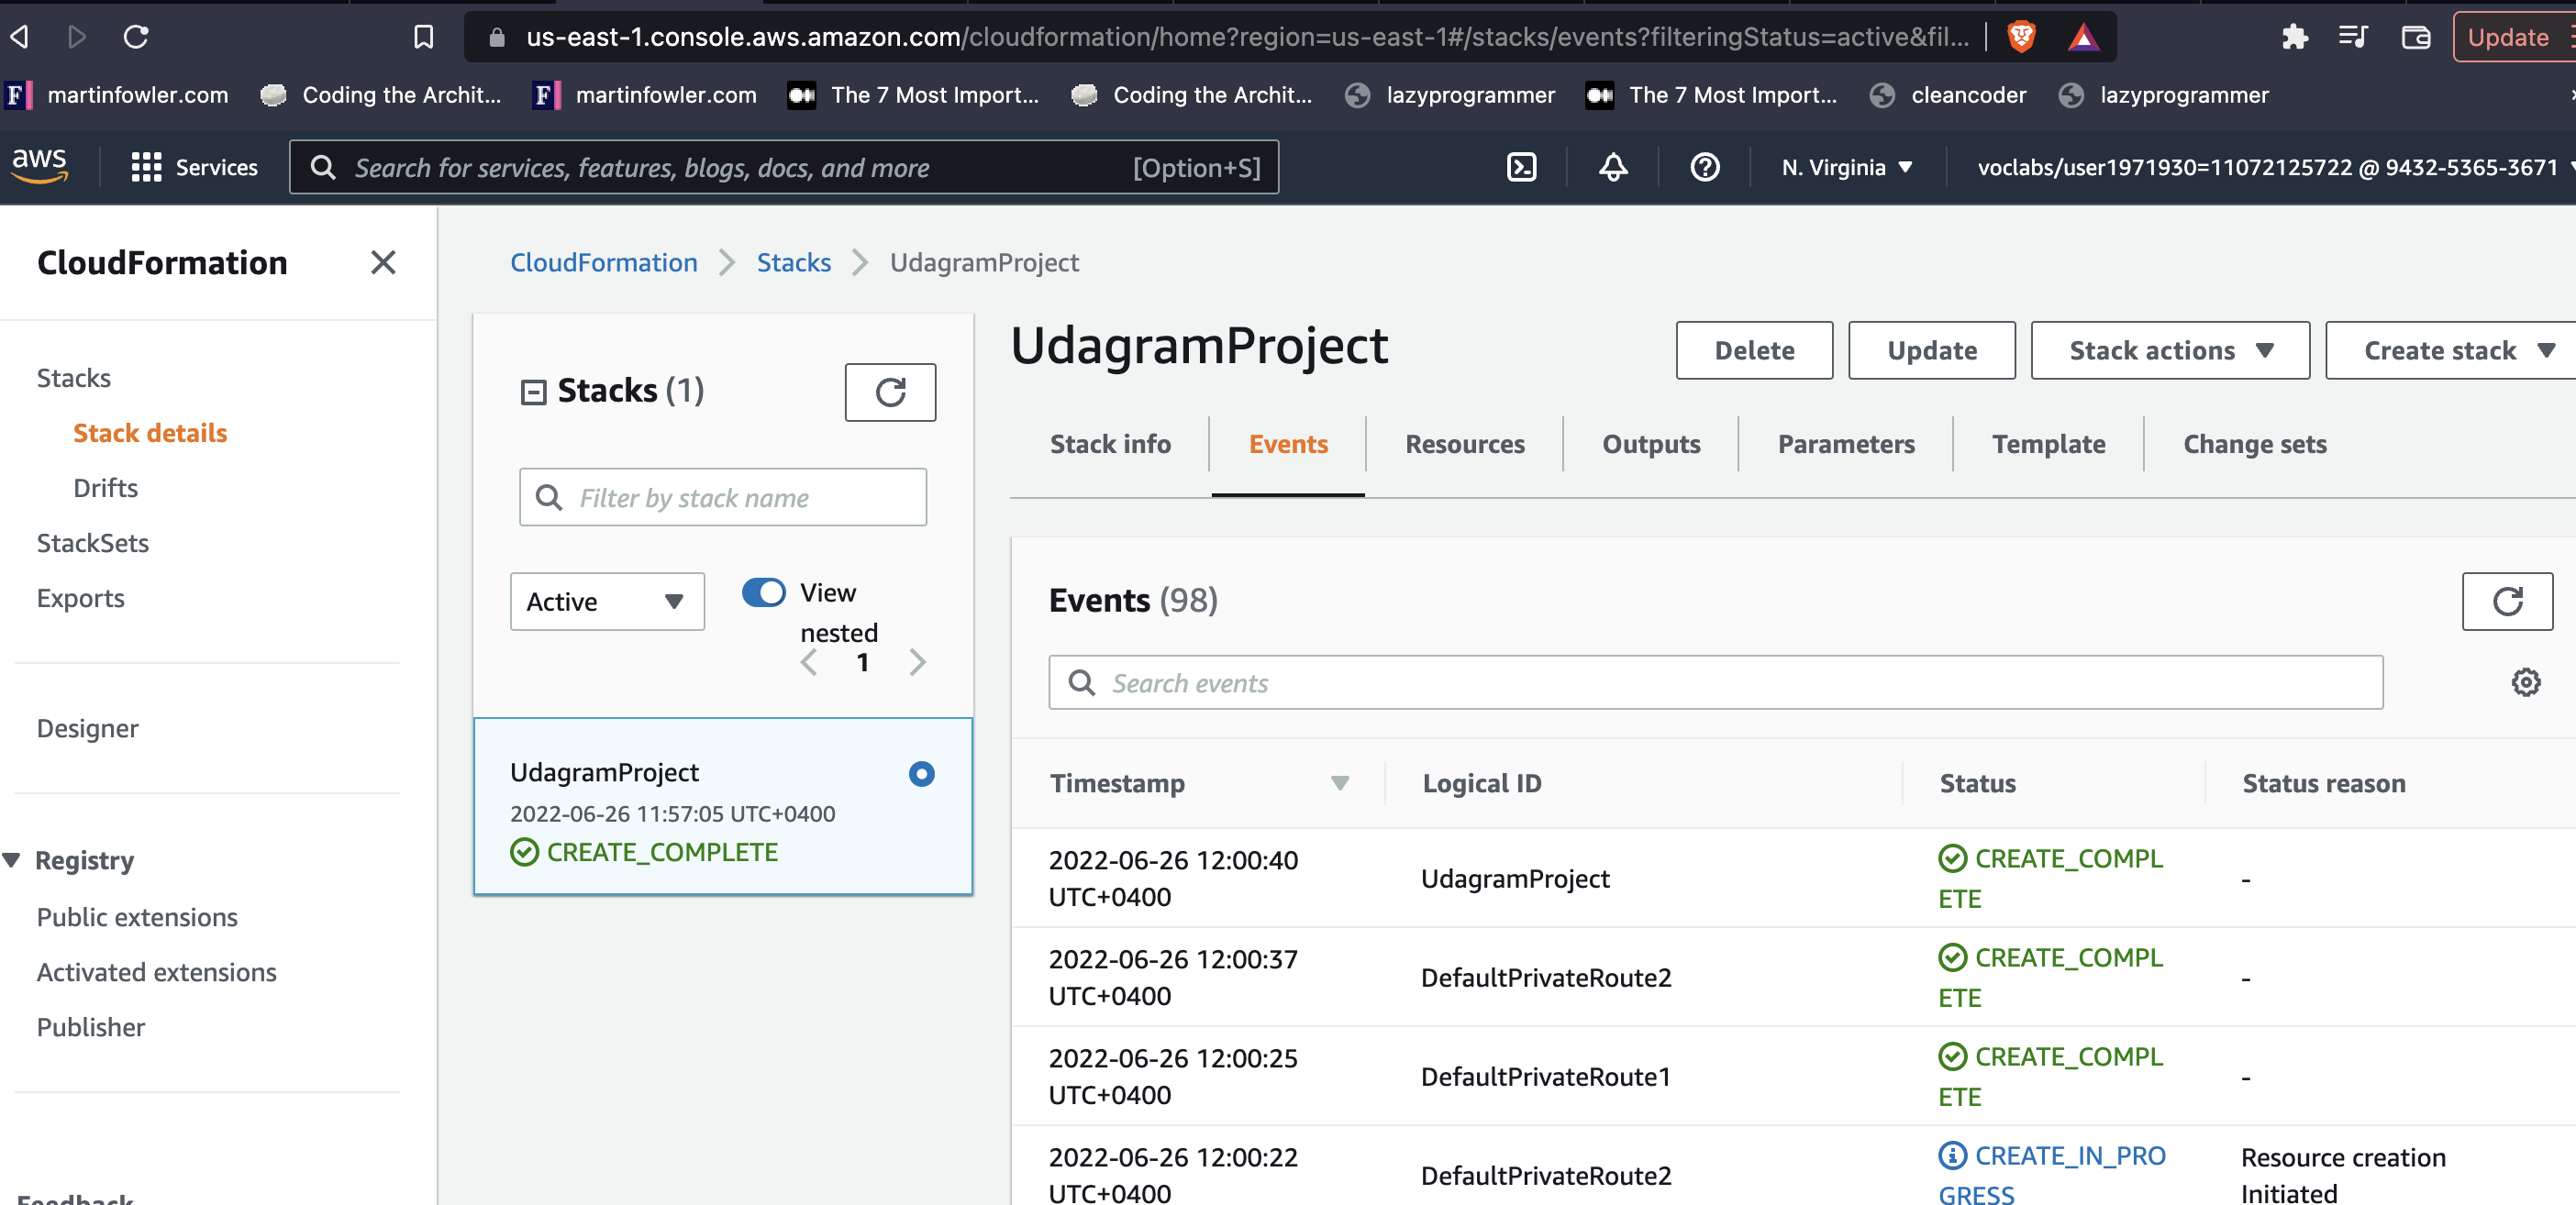 us-east-1.console.aws.amazon.com/cloudformation/home?region=us-east-1#/stacks/events?filteringStatus=active&fil...
Update
martinfowler.com
Coding the Archit...
martinfowler.com
The 7 Most Import...
Coding the Archit...
lazyprogrammer
The 7 Most Import...
cleancoder
lazyprogrammer
aws
Services
Search for services, features, blogs, docs, and more
[Option+S]
N. Virginia
voclabs/user1971930=11072125722 @ 9432-5365-3671
CloudFormation
Stacks
Stack details
Drifts
StackSets
Exports
Designer
Registry
Public extensions
Activated extensions
Publisher
Feedback
CloudFormation
Stacks
UdagramProject
Stacks (1)
Filter by stack name
Active
View
nested
1
UdagramProject
2022-06-26 11:57:05 UTC+0400
CREATE_COMPLETE
UdagramProject
Delete
Update
Stack actions
Create stack
Stack info
Events
Resources
Outputs
Parameters
Template
Change sets
Events (98)
Search events
Timestamp
Logical ID
Status
Status reason
2022-06-26 12:00:40
UTC+0400
UdagramProject
CREATE_COMPL
ETE
-
2022-06-26 12:00:37
UTC+0400
DefaultPrivateRoute2
CREATE_COMPL
ETE
-
2022-06-26 12:00:25
UTC+0400
DefaultPrivateRoute1
CREATE_COMPL
ETE
-
2022-06-26 12:00:22
UTC+0400
DefaultPrivateRoute2
CREATE_IN_PRO
GRESS
Resource creation
Initiated